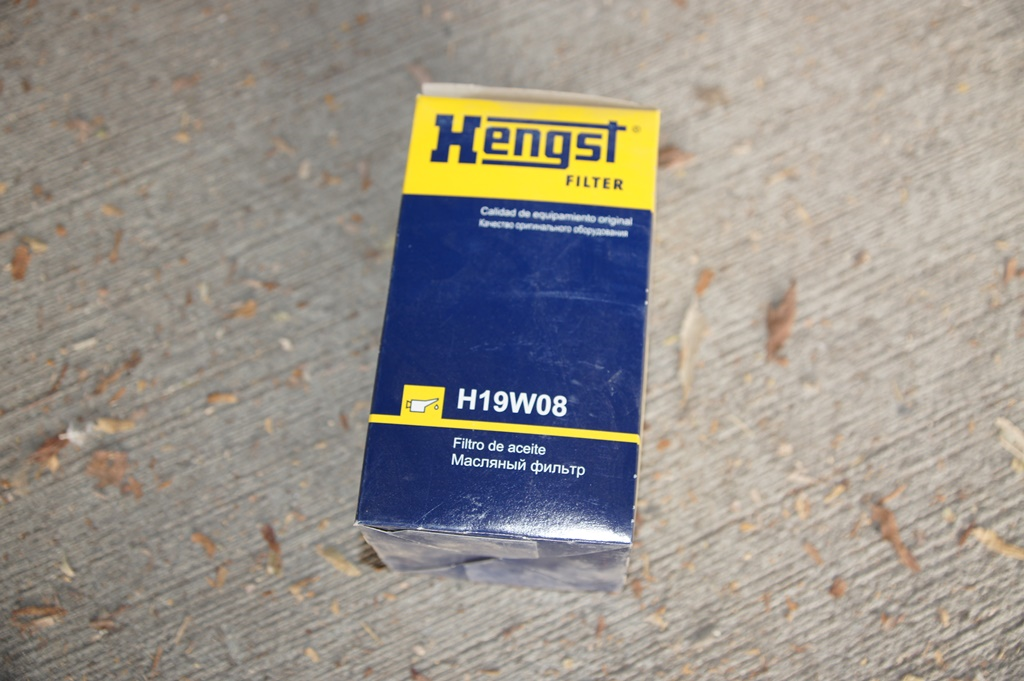 Hengst®
FILTER
Calidad de equipamiento original
Качество оригинального оборудования
H19W08
Filtro de aceite
Масляный фильтр